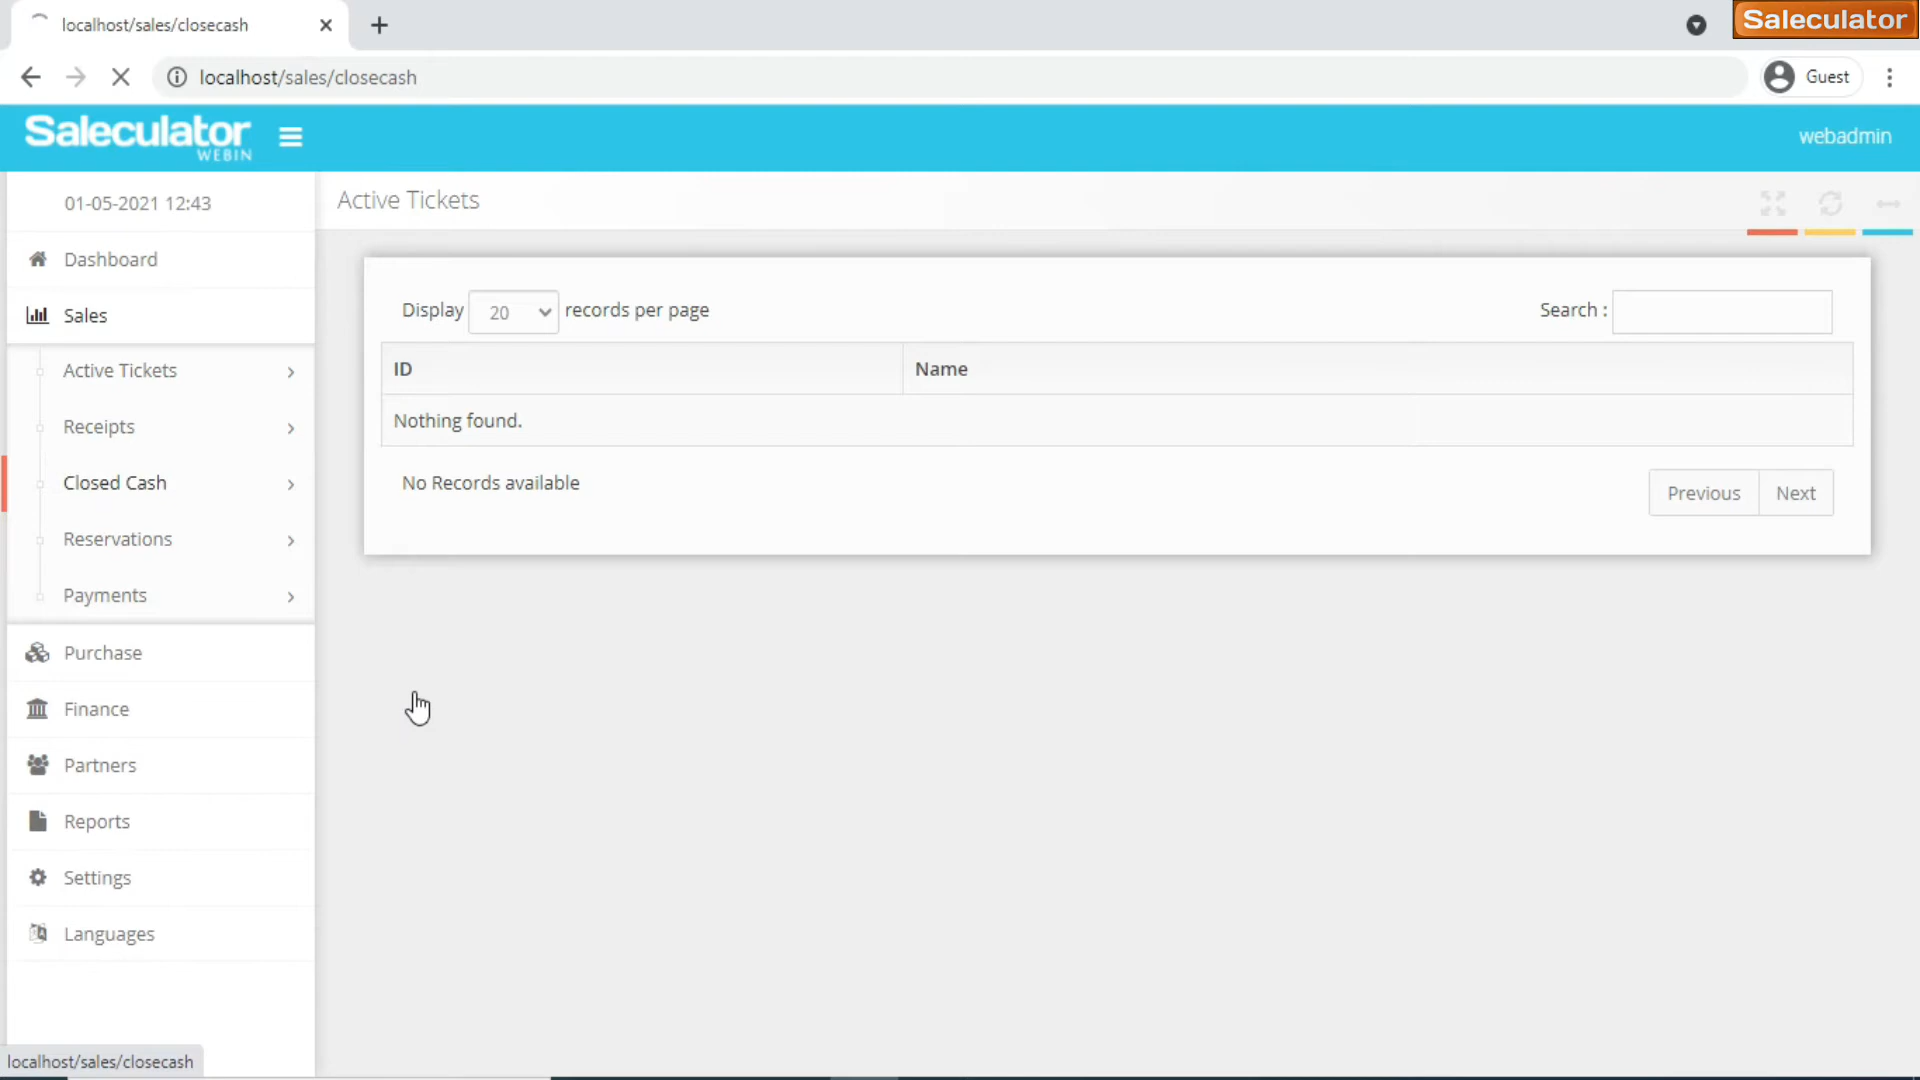 localhost/sales/closecash
Saleculator
localhost/sales/closecash
Guest
Saleculator
WEBIN
webadmin
01-05-2021 12:43
Active Tickets
Dashboard
Sales
Active Tickets
Receipts
Closed Cash
Reservations
Payments
Purchase
Finance
Partners
Reports
Settings
Languages
Display 20 records per page
Search :
ID Name
Nothing found.
No Records available
Previous Next
localhost/sales/closecash